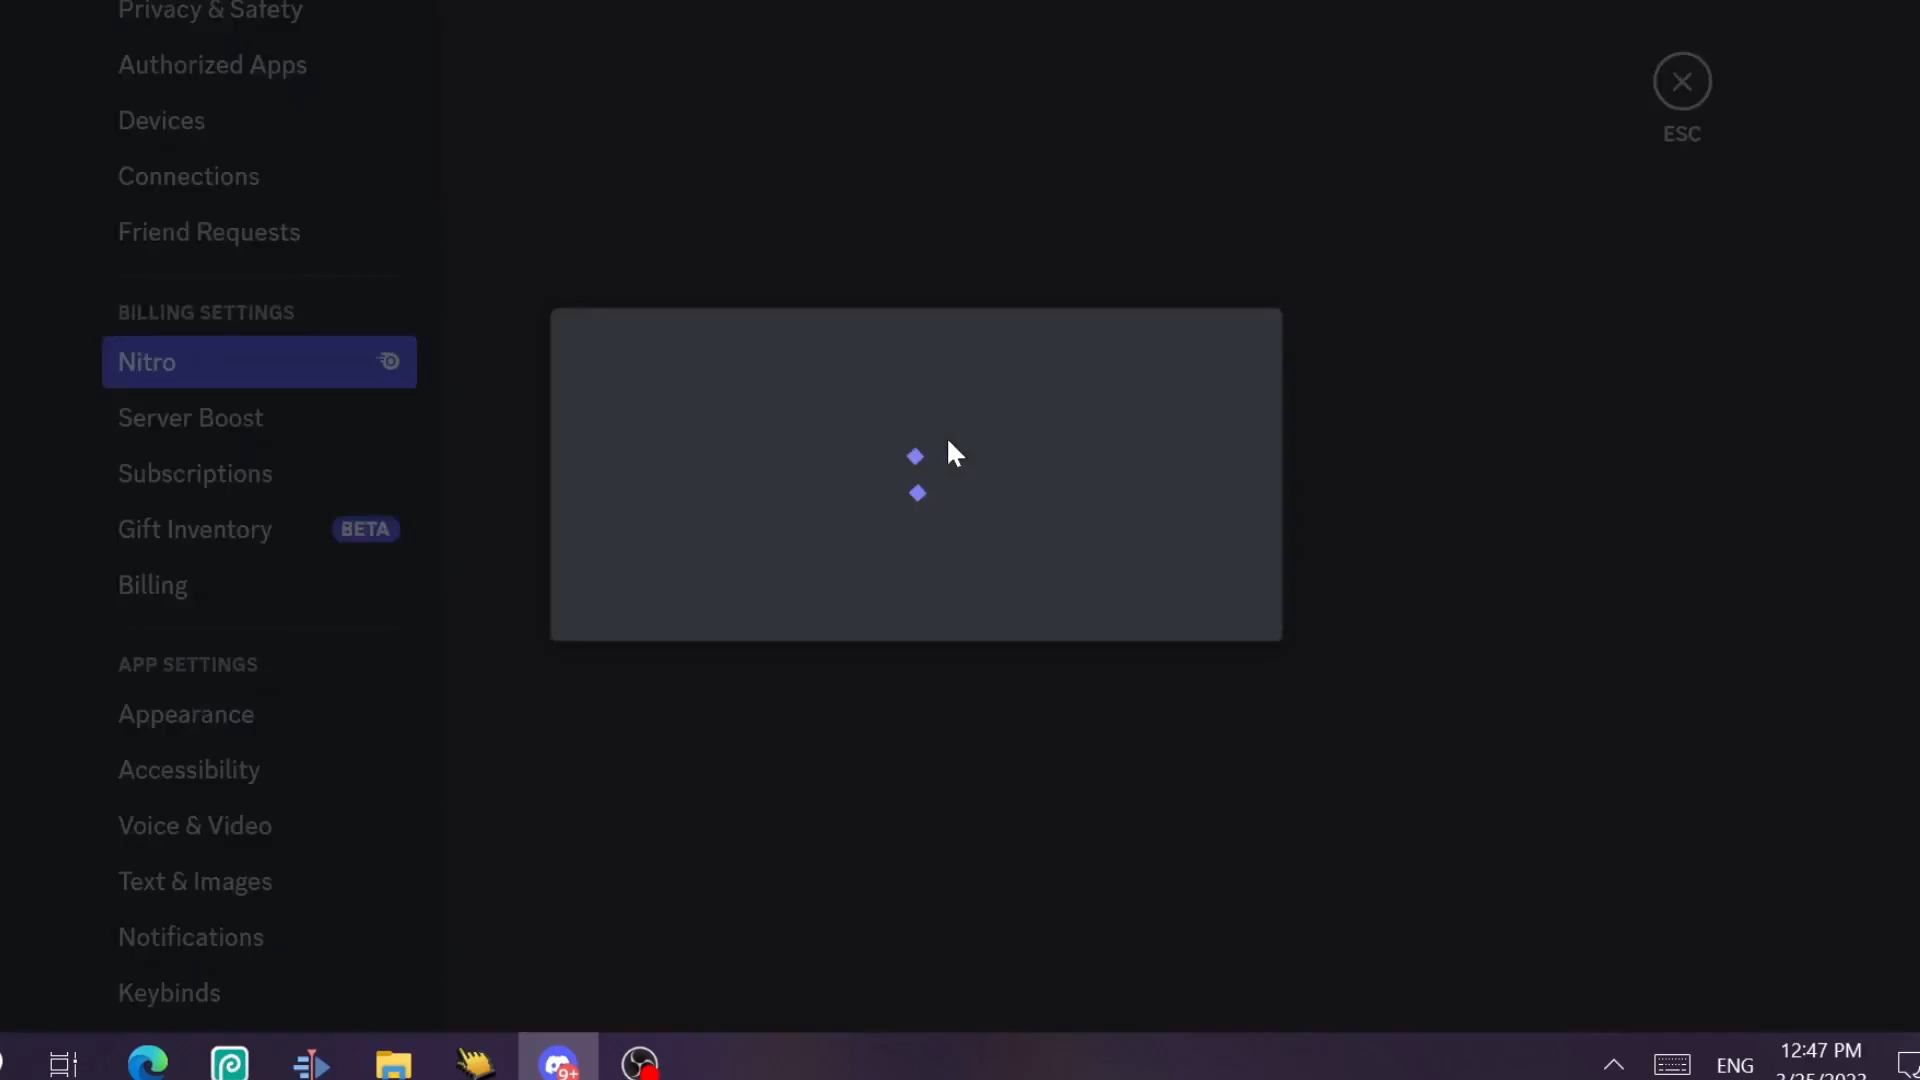 Privacy & Safety
Authorized Apps
Devices
Connections
Friend Requests
BILLING SETTINGS
Nitro
Server Boost
Subscriptions
Gift Inventory BETA
Billing
APP SETTINGS
Appearance
Accessibility
Voice & Video
Text & Images
Notifications
Keybinds
ESC
9+
ENG
12:47 PM